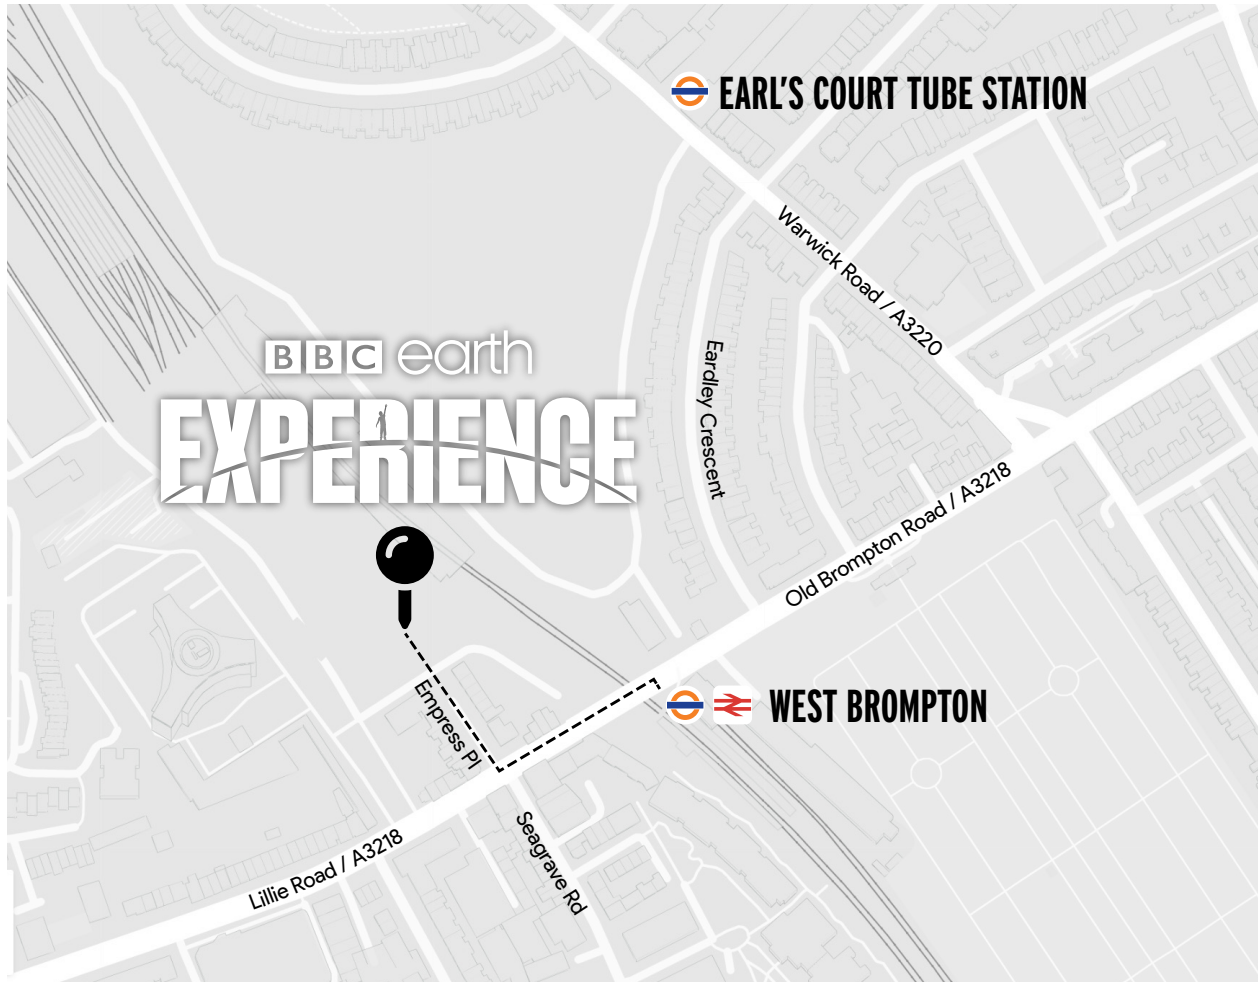 EARL'S COURT TUBE STATION
Warwick Road / A3220
BBC earth
EXPERIENCE
Eardley Crescent
Old Brompton Road / A3218
Empress Pl
WEST BROMPTON
Seagrave Rd
Lillie Road / A3218